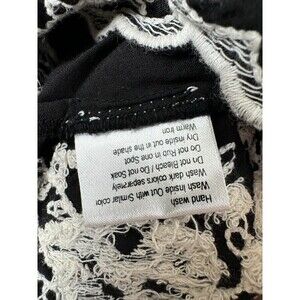 Hand wash
Wash Inside Out with Similar color
Wash dark colors separately
Do not Bleach / Do not Soak
Do not Rub in one Spot
Dry inside out in the shade
Warm Iron